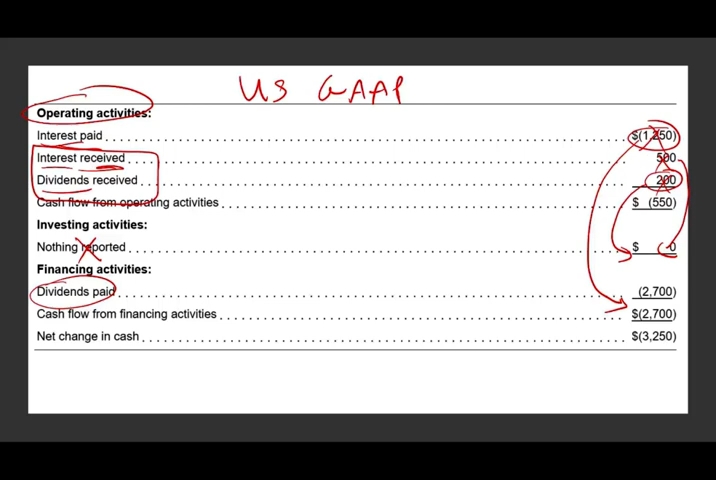 US GAAP
Operating activities:
Interest paid $(1,250)
Interest received 500
Dividends received 200
Cash flow from operating activities $ (550)
Investing activities:
Nothing reported $ 0
Financing activities:
Dividends paid (2,700)
Cash flow from financing activities $(2,700)
Net change in cash $(3,250)